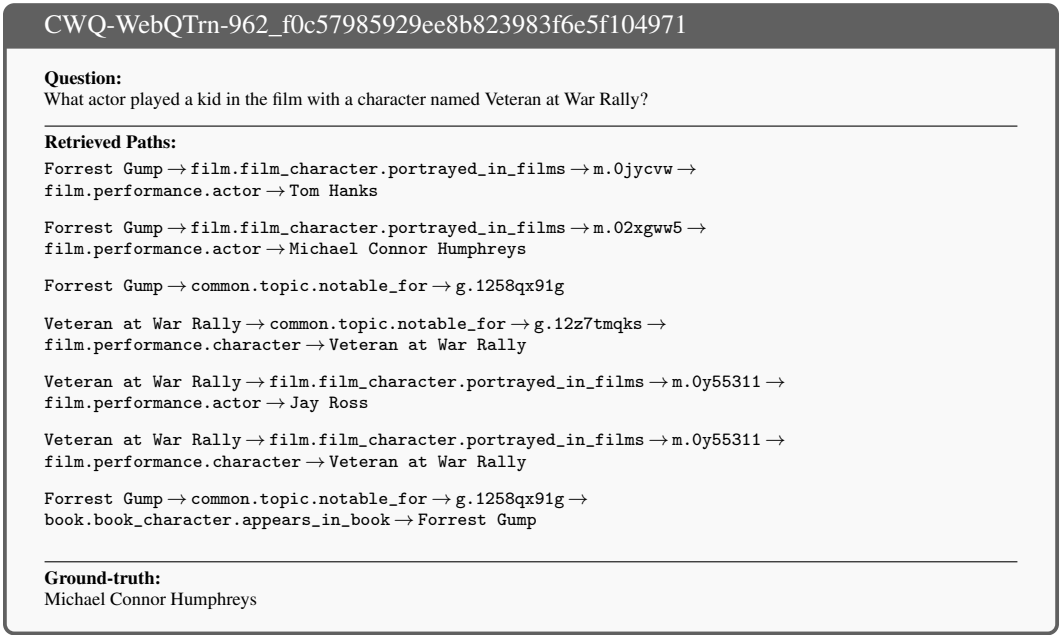 CWQ-WebQTrn-962_f0c57985929ee8b823983f6e5f104971
Question:
What actor played a kid in the film with a character named Veteran at War Rally?
Retrieved Paths:
Forrest Gump → film.film_character.portrayed_in_films → m.0jycvw →
film.performance.actor → Tom Hanks
Forrest Gump → film.film_character.portrayed_in_films → m.02xgww5 →
film.performance.actor → Michael Connor Humphreys
Forrest Gump → common.topic.notable_for → g.1258qx91g
Veteran at War Rally → common.topic.notable_for → g.12z7tmqks →
film.performance.character → Veteran at War Rally
Veteran at War Rally → film.film_character.portrayed_in_films → m.0y55311 →
film.performance.actor → Jay Ross
Veteran at War Rally → film.film_character.portrayed_in_films → m.0y55311 →
film.performance.character → Veteran at War Rally
Forrest Gump → common.topic.notable_for → g.1258qx91g →
book.book_character.appears_in_book → Forrest Gump
Ground-truth:
Michael Connor Humphreys